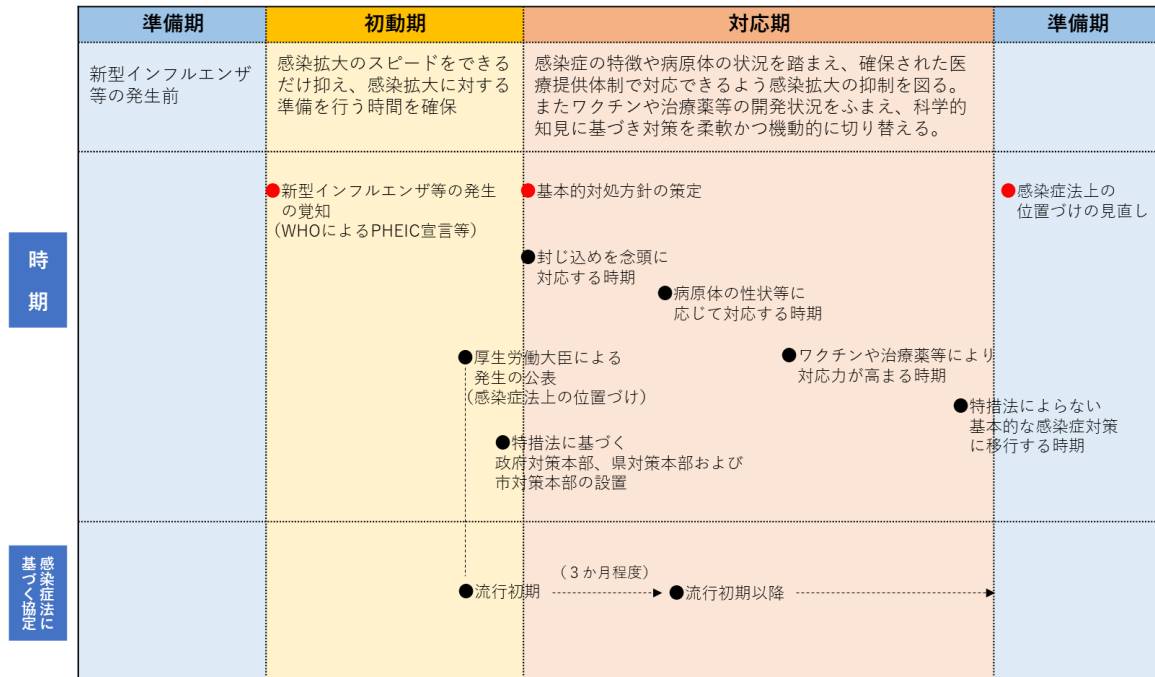 準備期
初動期
対応期
準備期
新型インフルエンザ
等の発生前
感染拡大のスピードをできる
だけ抑え、感染拡大に対する
準備を行う時間を確保
感染症の特徴や病原体の状況を踏まえ、確保された医
療提供体制で対応できるよう感染拡大の抑制を図る。
またワクチンや治療薬等の開発状況をふまえ、科学的
知見に基づき対策を柔軟かつ機動的に切り替える。
時期
●新型インフルエンザ等の発生
の覚知
（WHOによるPHEIC宣言等）
●基本的対処方針の策定
●感染症法上の
位置づけの見直し
●封じ込めを念頭に
対応する時期
●病原体の性状等に
応じて対応する時期
●厚生労働大臣による
発生の公表
（感染症法上の位置づけ）
●ワクチンや治療薬等により
対応力が高まる時期
●特措法によらない
基本的な感染症対策
に移行する時期
●特措法に基づく
政府対策本部、県対策本部および
市対策本部の設置
感染症法に
基づく協定
●流行初期
（３か月程度）
●流行初期以降